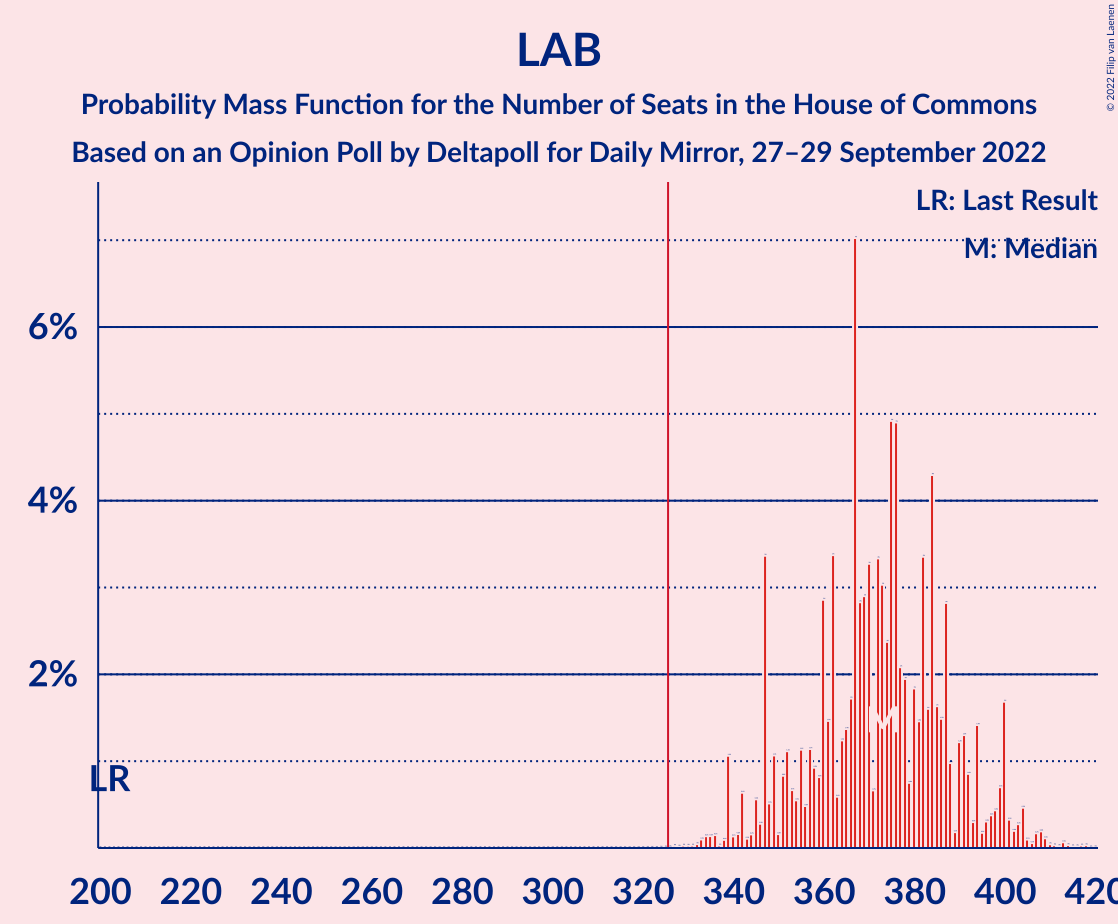 © 2022 Filip van Laenen
LAB
Probability Mass Function for the Number of Seats in the House of Commons
Based on an Opinion Poll by Deltapoll for Daily Mirror, 27–29 September 2022
LR: Last Result
M: Median
6%
4%
2%
M
LR
200 220 240 260 280 300 320 340 360 380 400 420